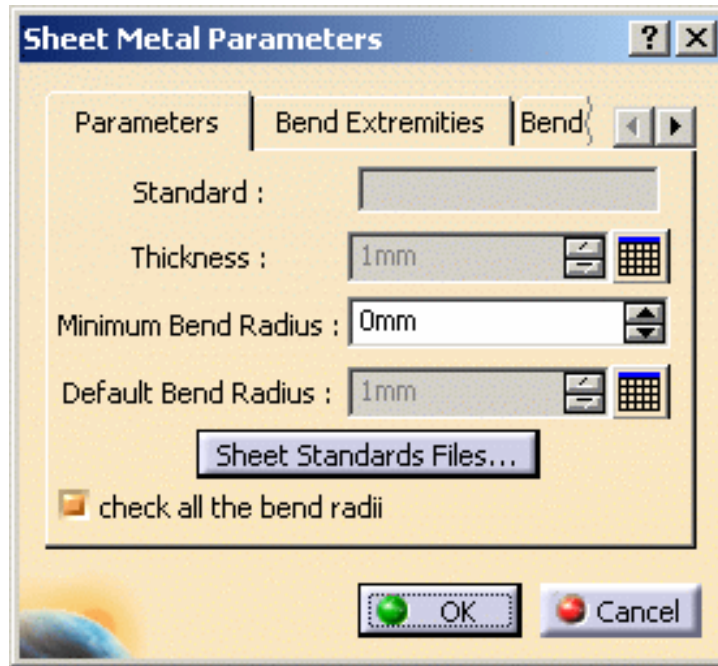 Sheet Metal Parameters ? X
Parameters Bend Extremities Bend
Standard :
Thickness : 1mm
Minimum Bend Radius : 0mm
Default Bend Radius : 1mm
Sheet Standards Files...
check all the bend radii
OK Cancel